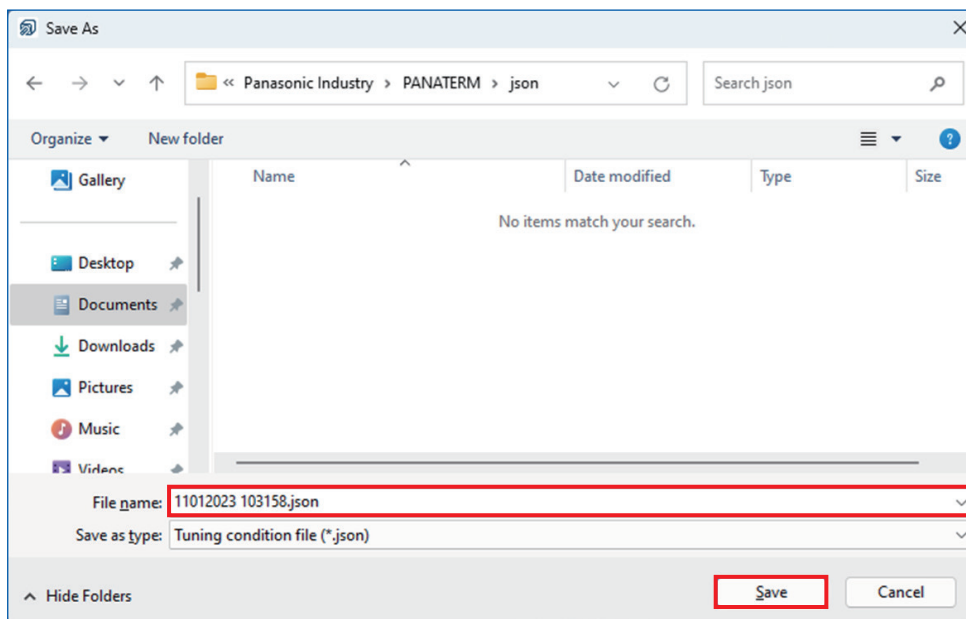 Save As
« Panasonic Industry > PANATERM > json
Search json
Organize
New folder
Gallery
Name
Date modified
Type
Size
No items match your search.
Desktop
Documents
Downloads
Pictures
Music
Videos
File name: 11012023 103158.json
Save as type: Tuning condition file (*.json)
Hide Folders
Save
Cancel